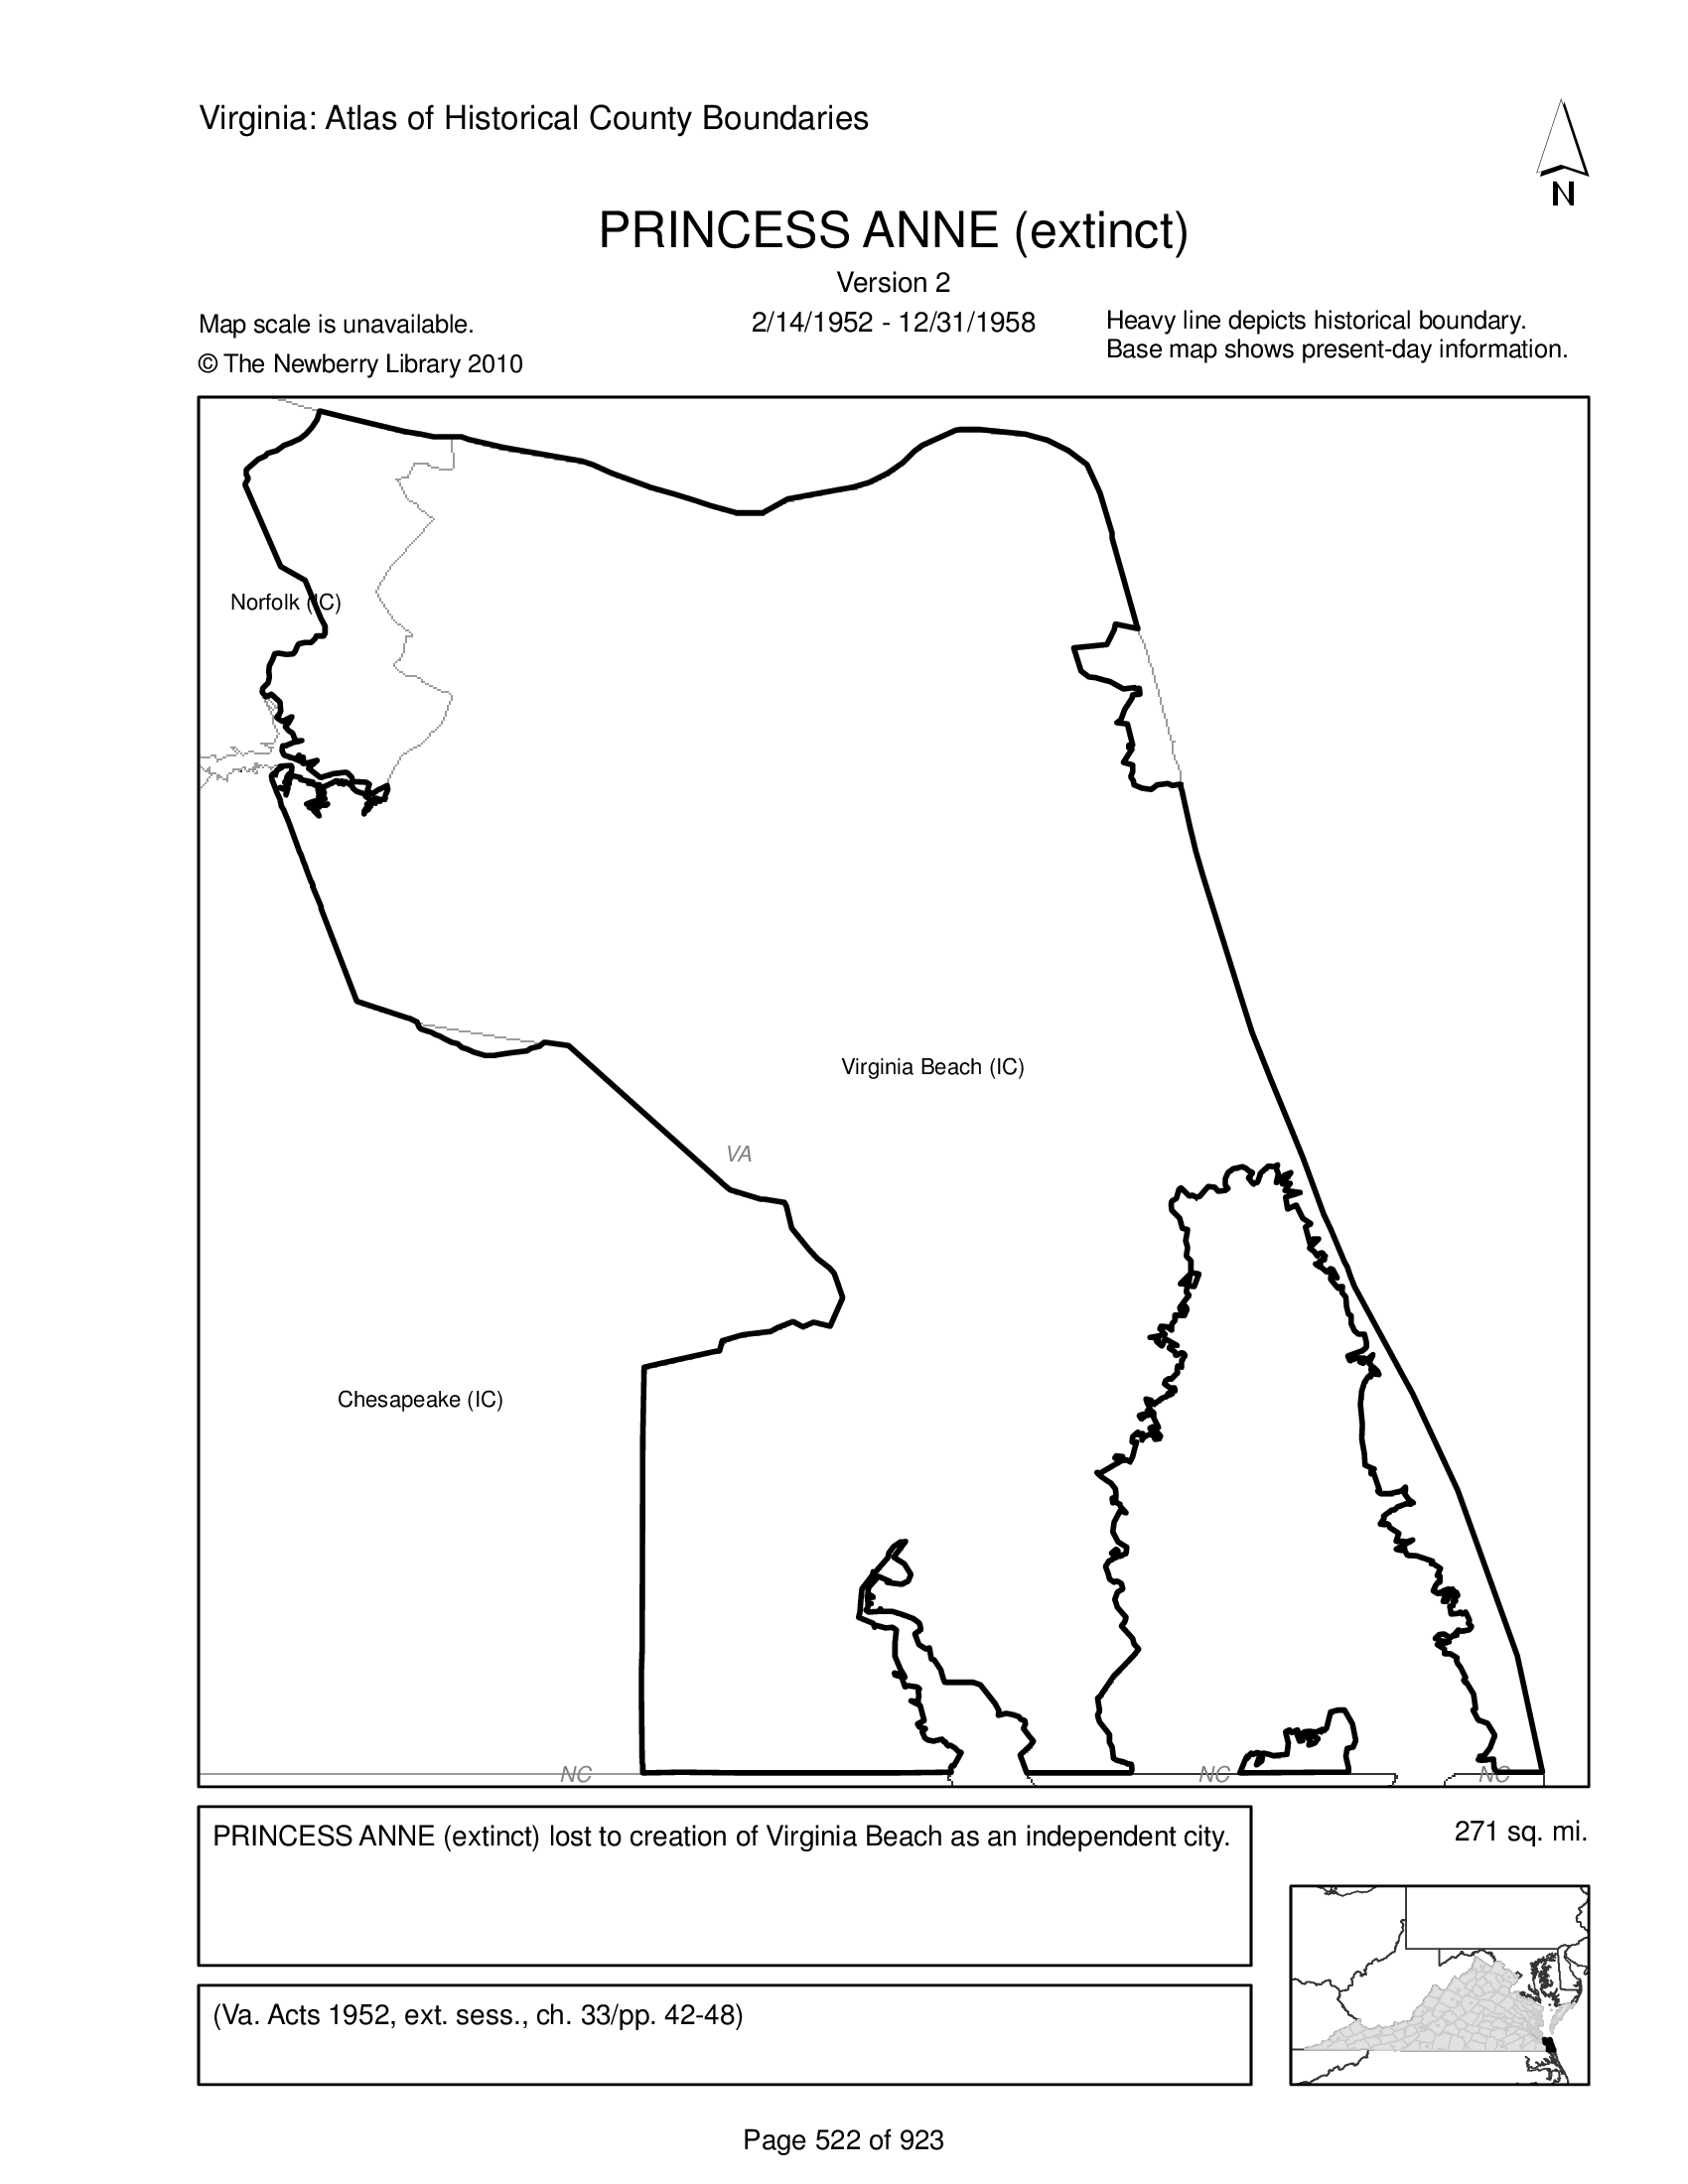 Virginia: Atlas of Historical County Boundaries
N
PRINCESS ANNE (extinct)
Version 2
2/14/1952 - 12/31/1958
Map scale is unavailable.
© The Newberry Library 2010
Heavy line depicts historical boundary.
Base map shows present-day information.
Norfolk (IC)
Virginia Beach (IC)
VA
Chesapeake (IC)
NC
NC
NC
PRINCESS ANNE (extinct) lost to creation of Virginia Beach as an independent city.
271 sq. mi.
(Va. Acts 1952, ext. sess., ch. 33/pp. 42-48)
Page 522 of 923